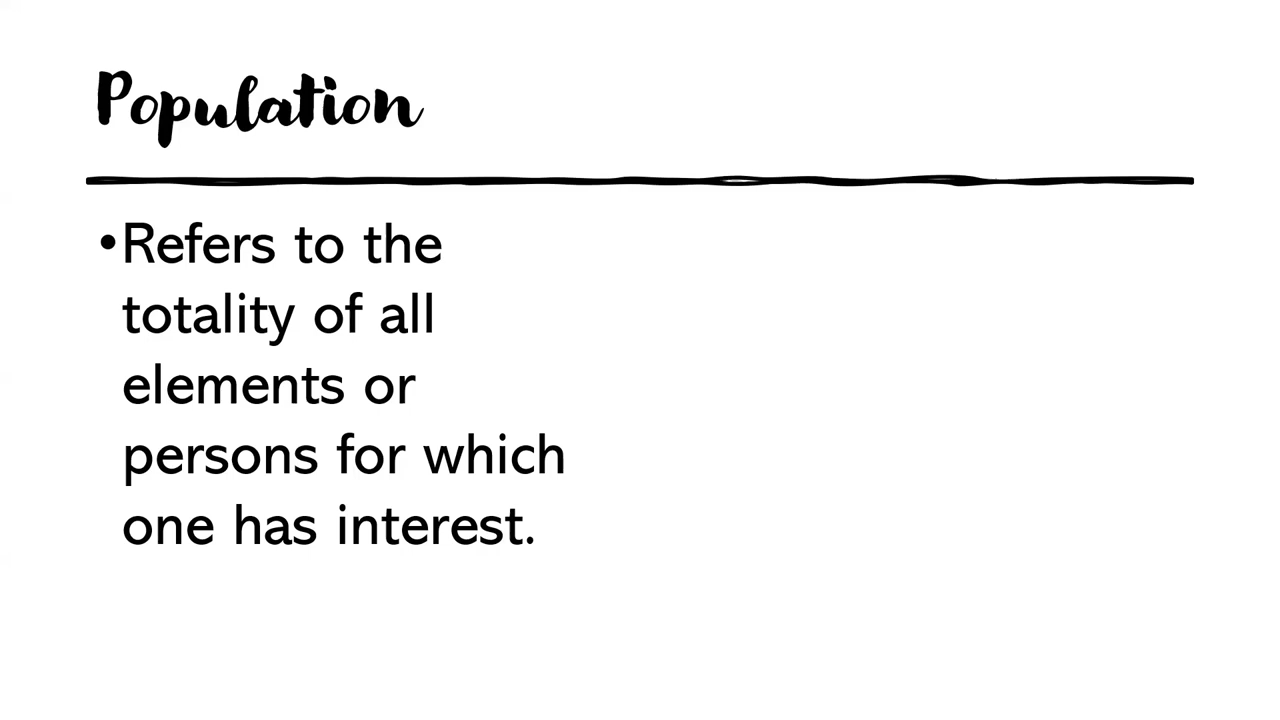 Population
•Refers to the
totality of all
elements or
persons for which
one has interest.